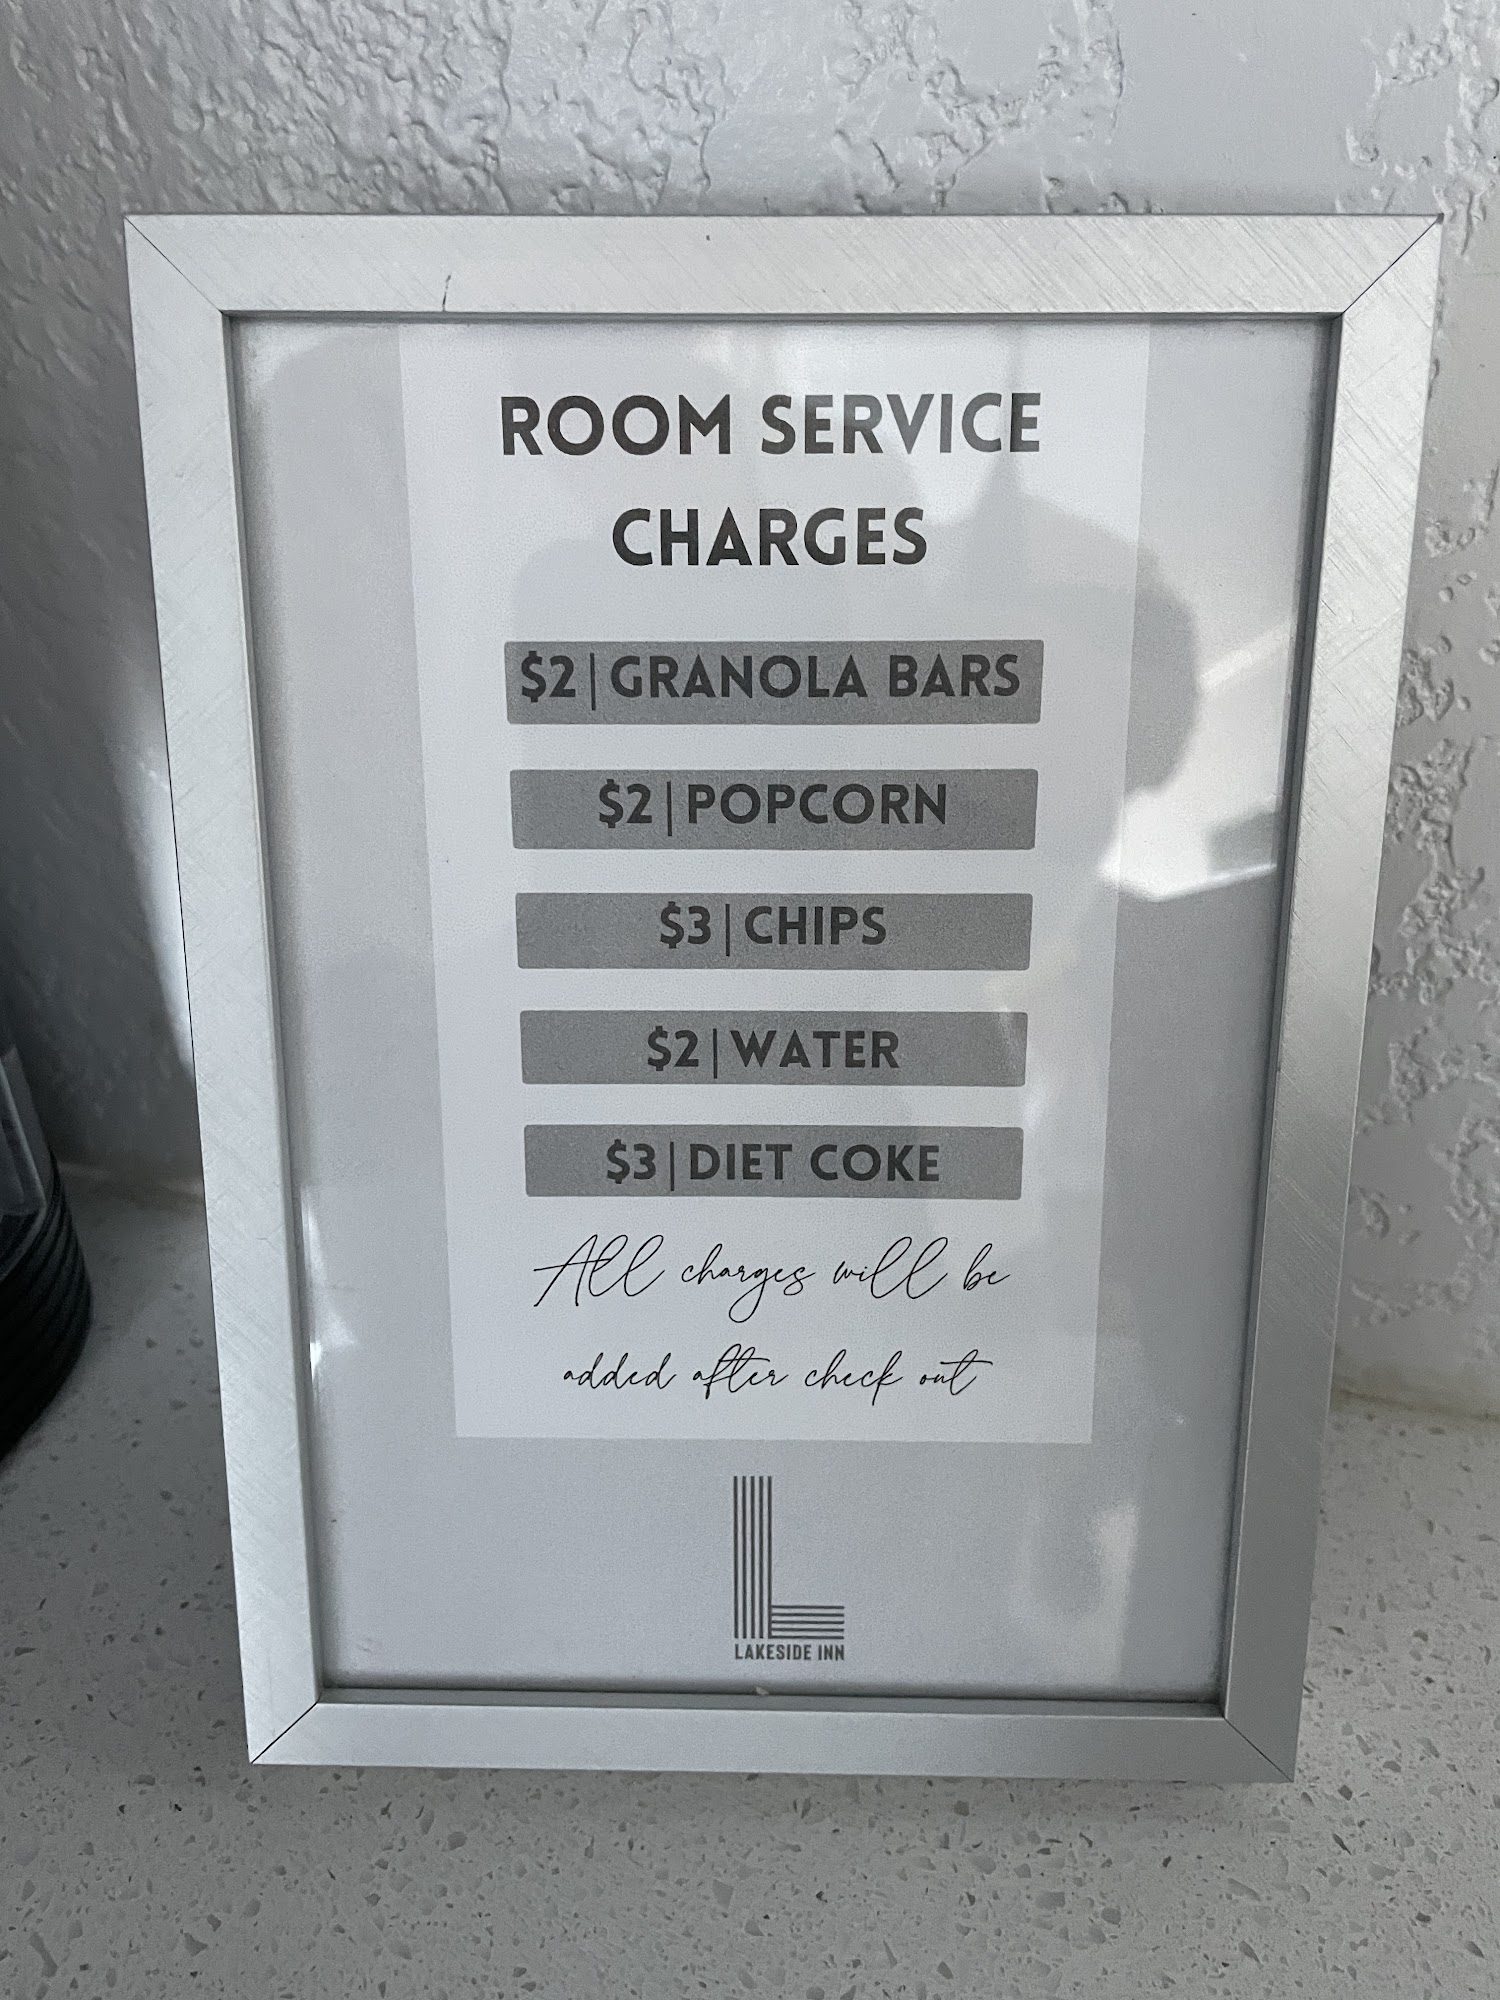 ROOM SERVICE
CHARGES
$2|GRANOLA BARS
$2|POPCORN
$3|CHIPS
$2|WATER
$3|DIET COKE
All charges will be
added after check out
L
LAKESIDE INN